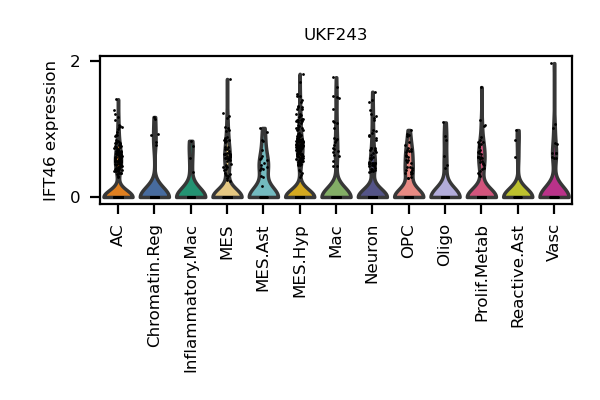 UKF243
IFT46 expression
2
0
AC
Chromatin.Reg
Inflammatory.Mac
MES
MES.Ast
MES.Hyp
Mac
Neuron
OPC
Oligo
Prolif.Metab
Reactive.Ast
Vasc